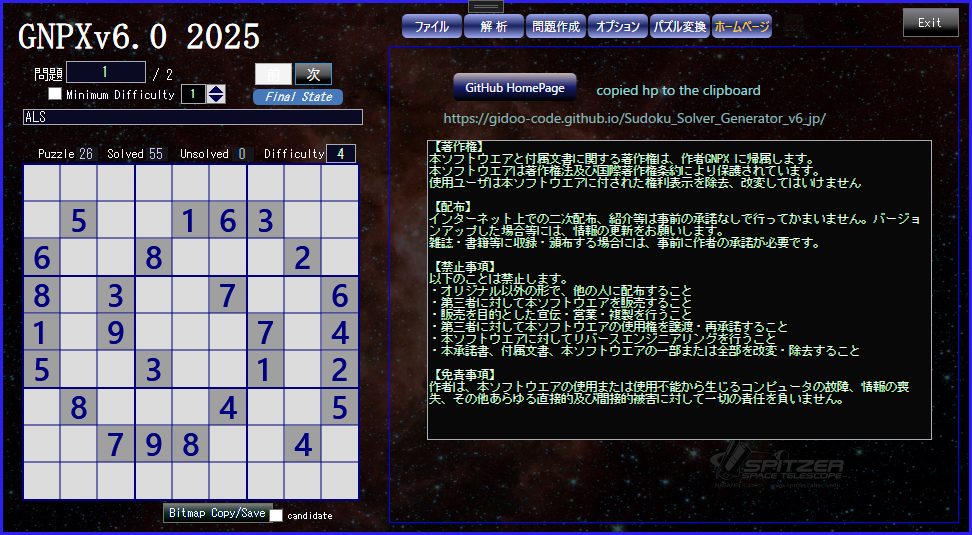 GNPXv6.0 2025
ファイル 解 析 問題作成 オプション パズル変換 ホームページ Exit
問題 1 / 2 次
Minimum Difficulty 1 Final State
ALS
Puzzle 26 Solved 55 Unsolved 0 Difficulty 4
5 1 6 3
6 8 2
8 3 7 6
1 9 7 4
5 3 1 2
8 4 5
7 9 8 4
Bitmap Copy/Save candidate
GitHub HomePage copied hp to the clipboard
https://gidoo-code.github.io/Sudoku_Solver_Generator_v6_jp/
【著作権】
本ソフトウエアと付属文書に関する著作権は、作者GNPX に帰属します。
本ソフトウエアは著作権法及び国際著作権条約により保護されています。
使用ユーザは本ソフトウエアに付された権利表示を除去、改変してはいけません
【配布】
インターネット上での二次配布、紹介等は事前の承諾なしで行ってかまいません。バージョ
ンアップした場合等には、情報の更新をお願いします。
雑誌・書籍等に収録・頒布する場合には、事前に作者の承諾が必要です。
【禁止事項】
以下のことは禁止します。
・オリジナル以外の形で、他の人に配布すること
・第三者に対して本ソフトウエアを販売すること
・販売を目的とした宣伝・営業・複製を行うこと
・第三者に対して本ソフトウエアの使用権を譲渡・再承諾すること
・本ソフトウエアに対してリバースエンジニアリングを行うこと
・本承諾書、付属文書、本ソフトウエアの一部または全部を改変・除去すること
【免責事項】
作者は、本ソフトウエアの使用または使用不能から生じるコンピュータの故障、情報の喪
失、その他あらゆる直接的及び間接的被害に対して一切の責任を負いません。
SPITZER
SPACE TELESCOPE